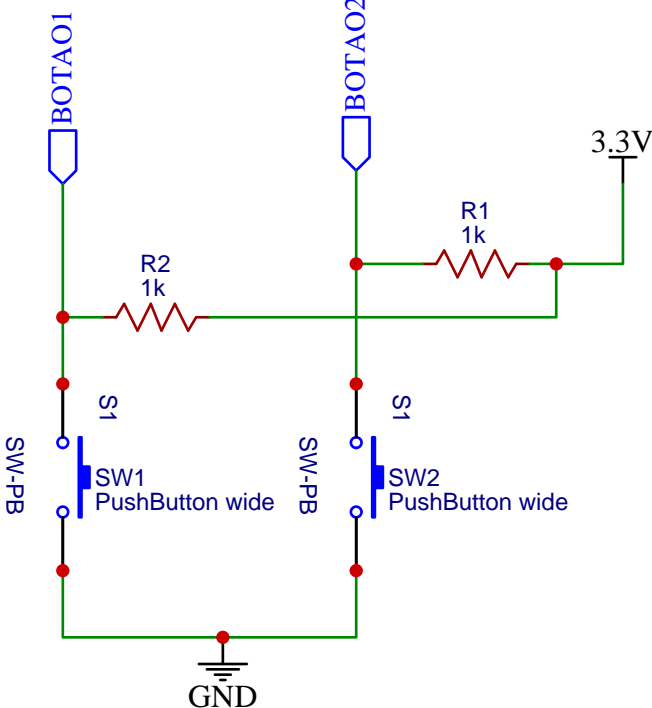 BOTAO1
BOTAO2
3.3V
R1
1k
R2
1k
S1
SW-PB
SW1
PushButton wide
S1
SW-PB
SW2
PushButton wide
GND